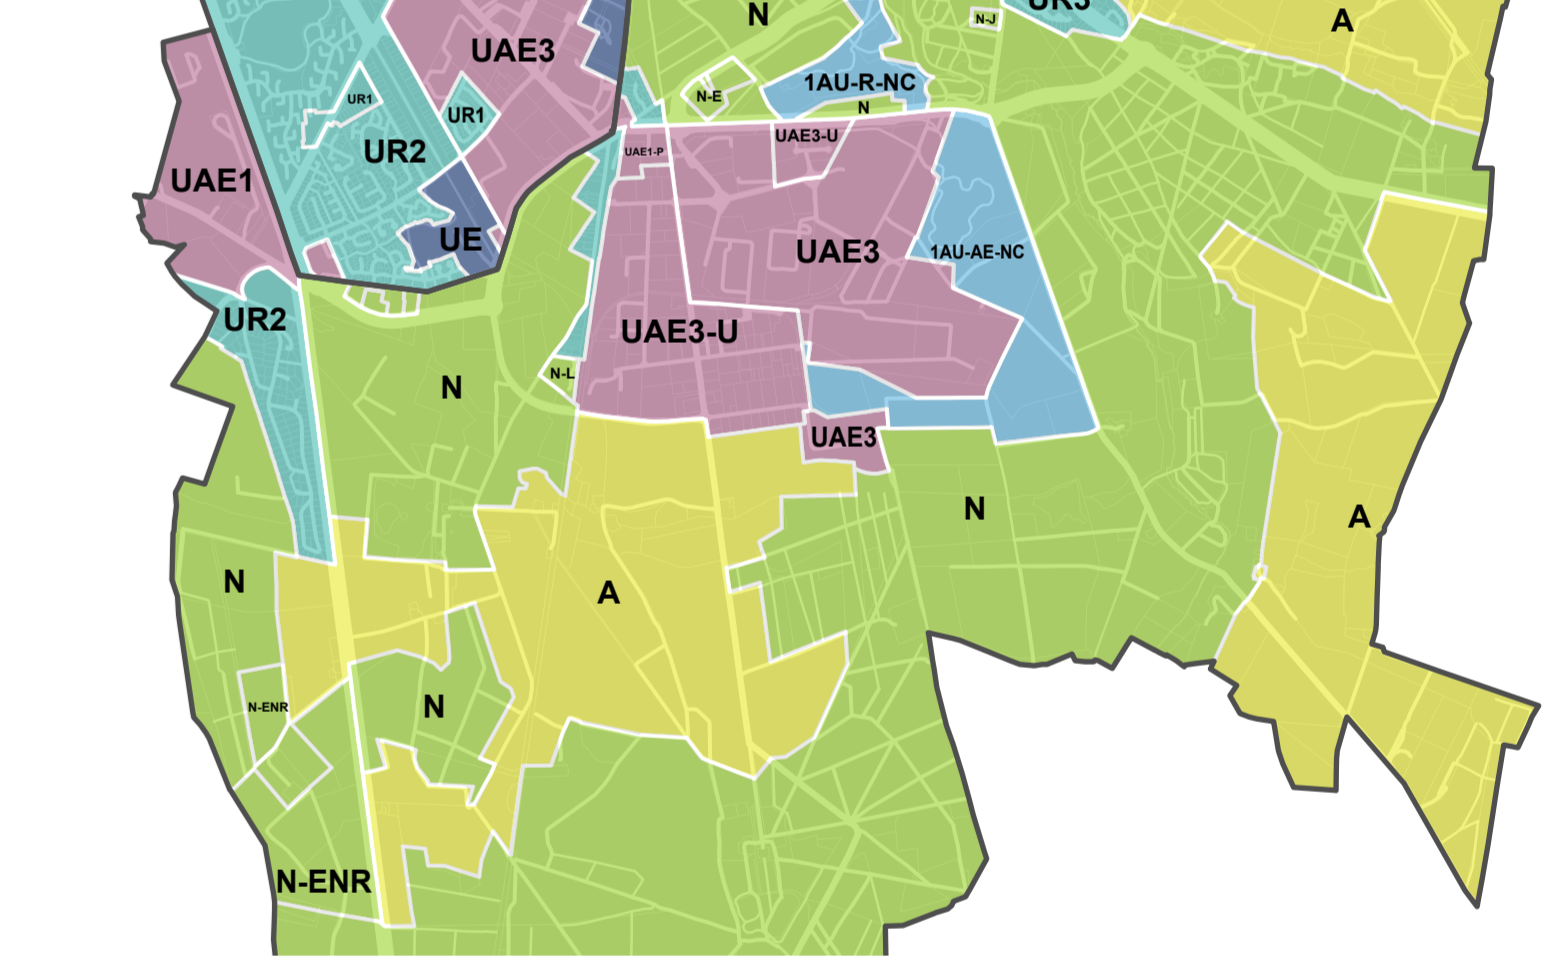 N
N-J
UR3
A
UAE3
1AU-R-NC
N-E
UR1
N
UR1
UAE3-U
UR2
UAE1-P
UAE1
UE
UAE3
1AU-AE-NC
UR2
UAE3-U
N-L
N
UAE3
N
A
N
A
N-ENR
N
N-ENR